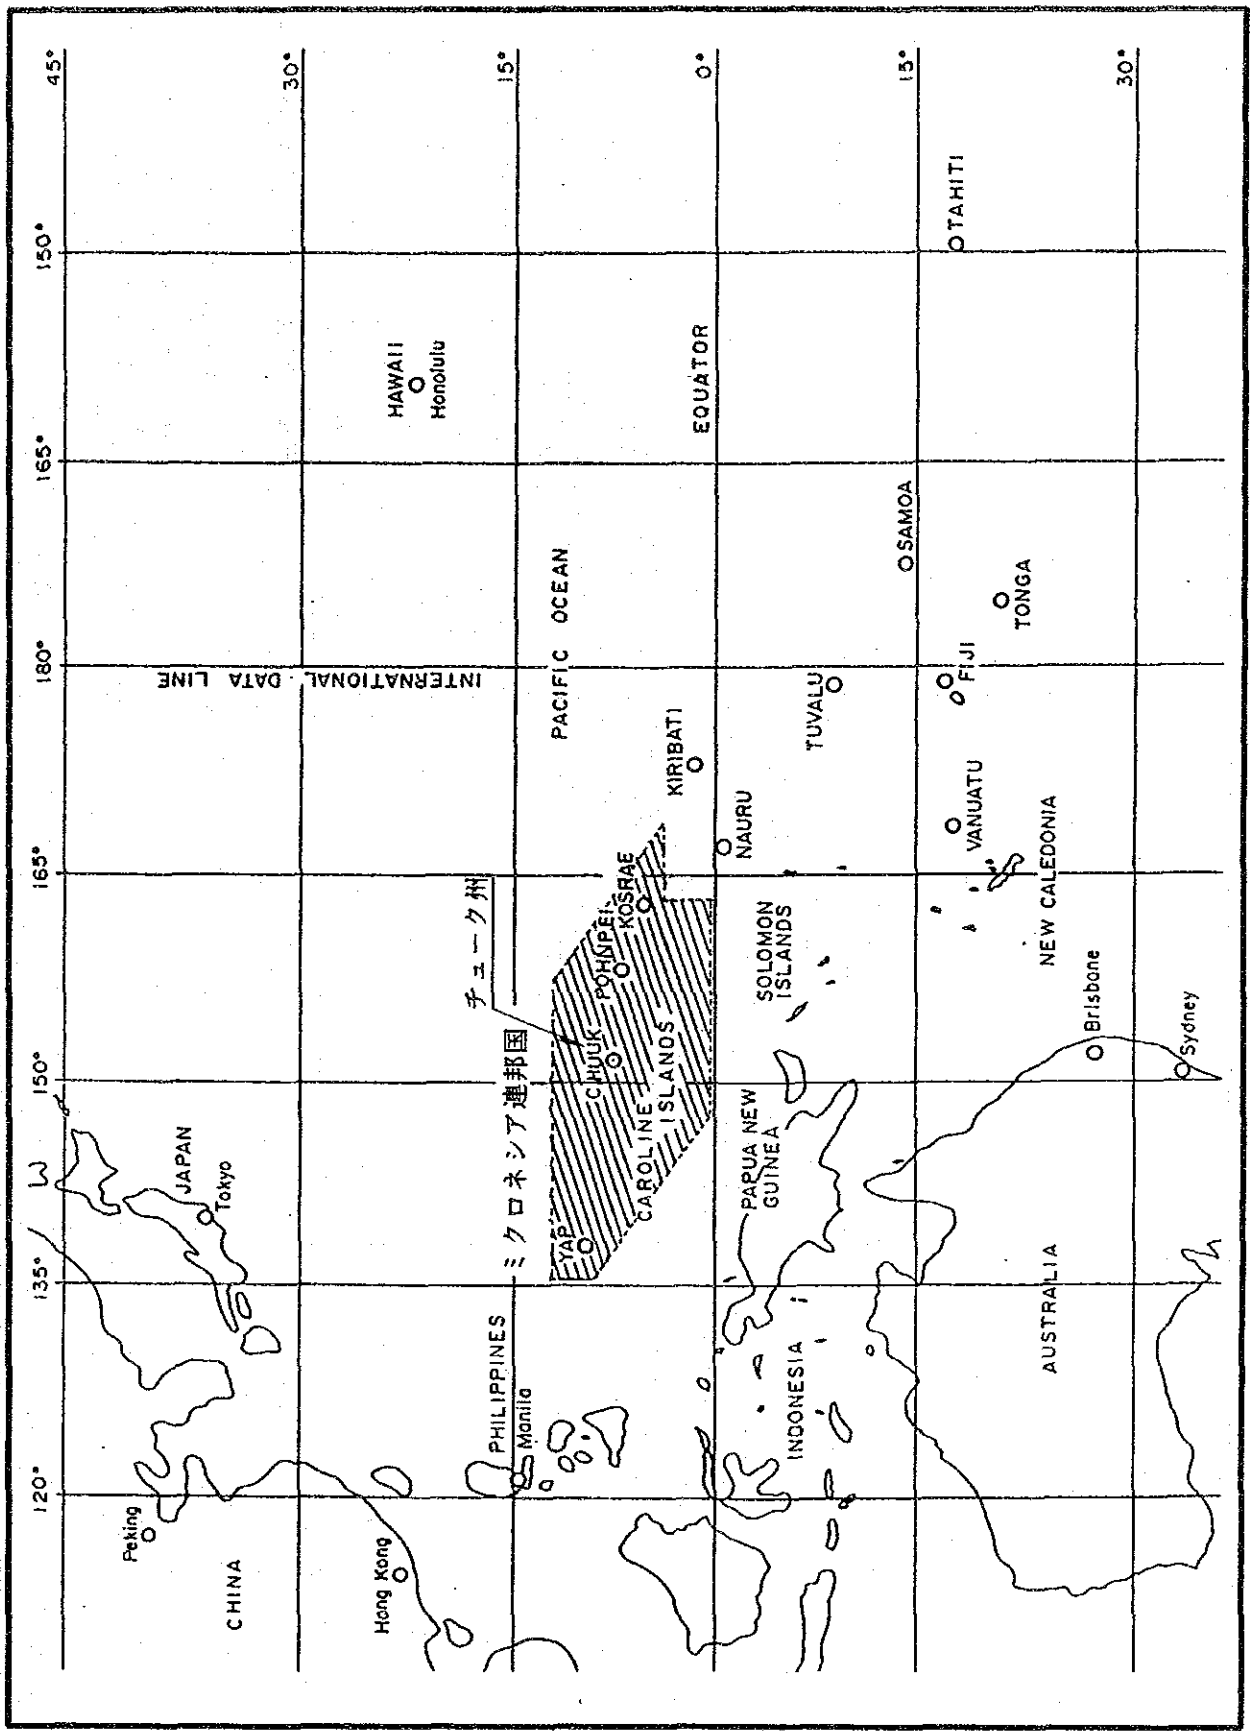 120°
135°
150°
165°
180°
165°
150°
45°
30°
15°
0°
15°
30°
Peking
CHINA
Hong Kong
JAPAN
Tokyo
INTERNATIONAL DATA LINE
HAWAII
Honolulu
PHILIPPINES
Manila
ミクロネシア連邦国
チューク州
YAP
CHUUK
POHNPEI
KOSRAE
CAROLINE
ISLANDS
PACIFIC OCEAN
KIRIBATI
NAURU
EQUATOR
INDONESIA
PAPUA NEW
GUINEA
SOLOMON
ISLANDS
TUVALU
SAMOA
FIJI
TONGA
TAHITI
VANUATU
NEW CALEDONIA
AUSTRALIA
Brisbane
Sydney